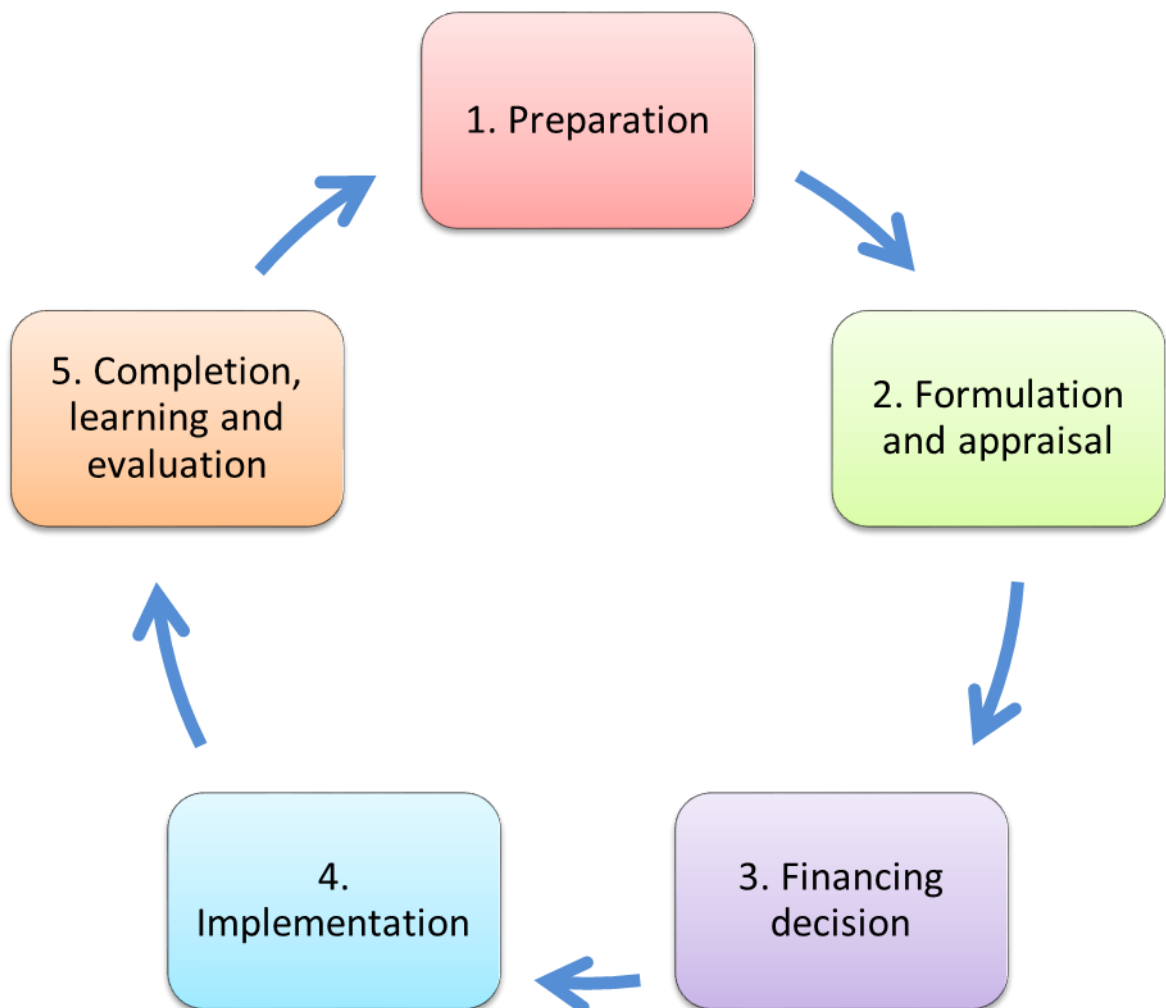 1. Preparation
2. Formulation
and appraisal
3. Financing
decision
4.
Implementation
5. Completion,
learning and
evaluation